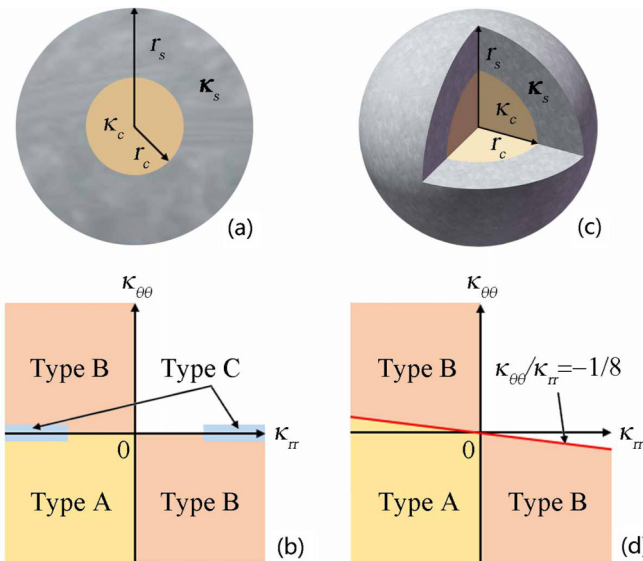 r_s
κ_s
κ_c
r_c
(a)
r_s
κ_s
κ_c
r_c
(c)
κ_θθ
Type B
Type C
κ_rr
0
Type A
Type B
(b)
κ_θθ
Type B
κ_θθ/κ_rr=−1/8
κ_rr
0
Type A
Type B
(d)